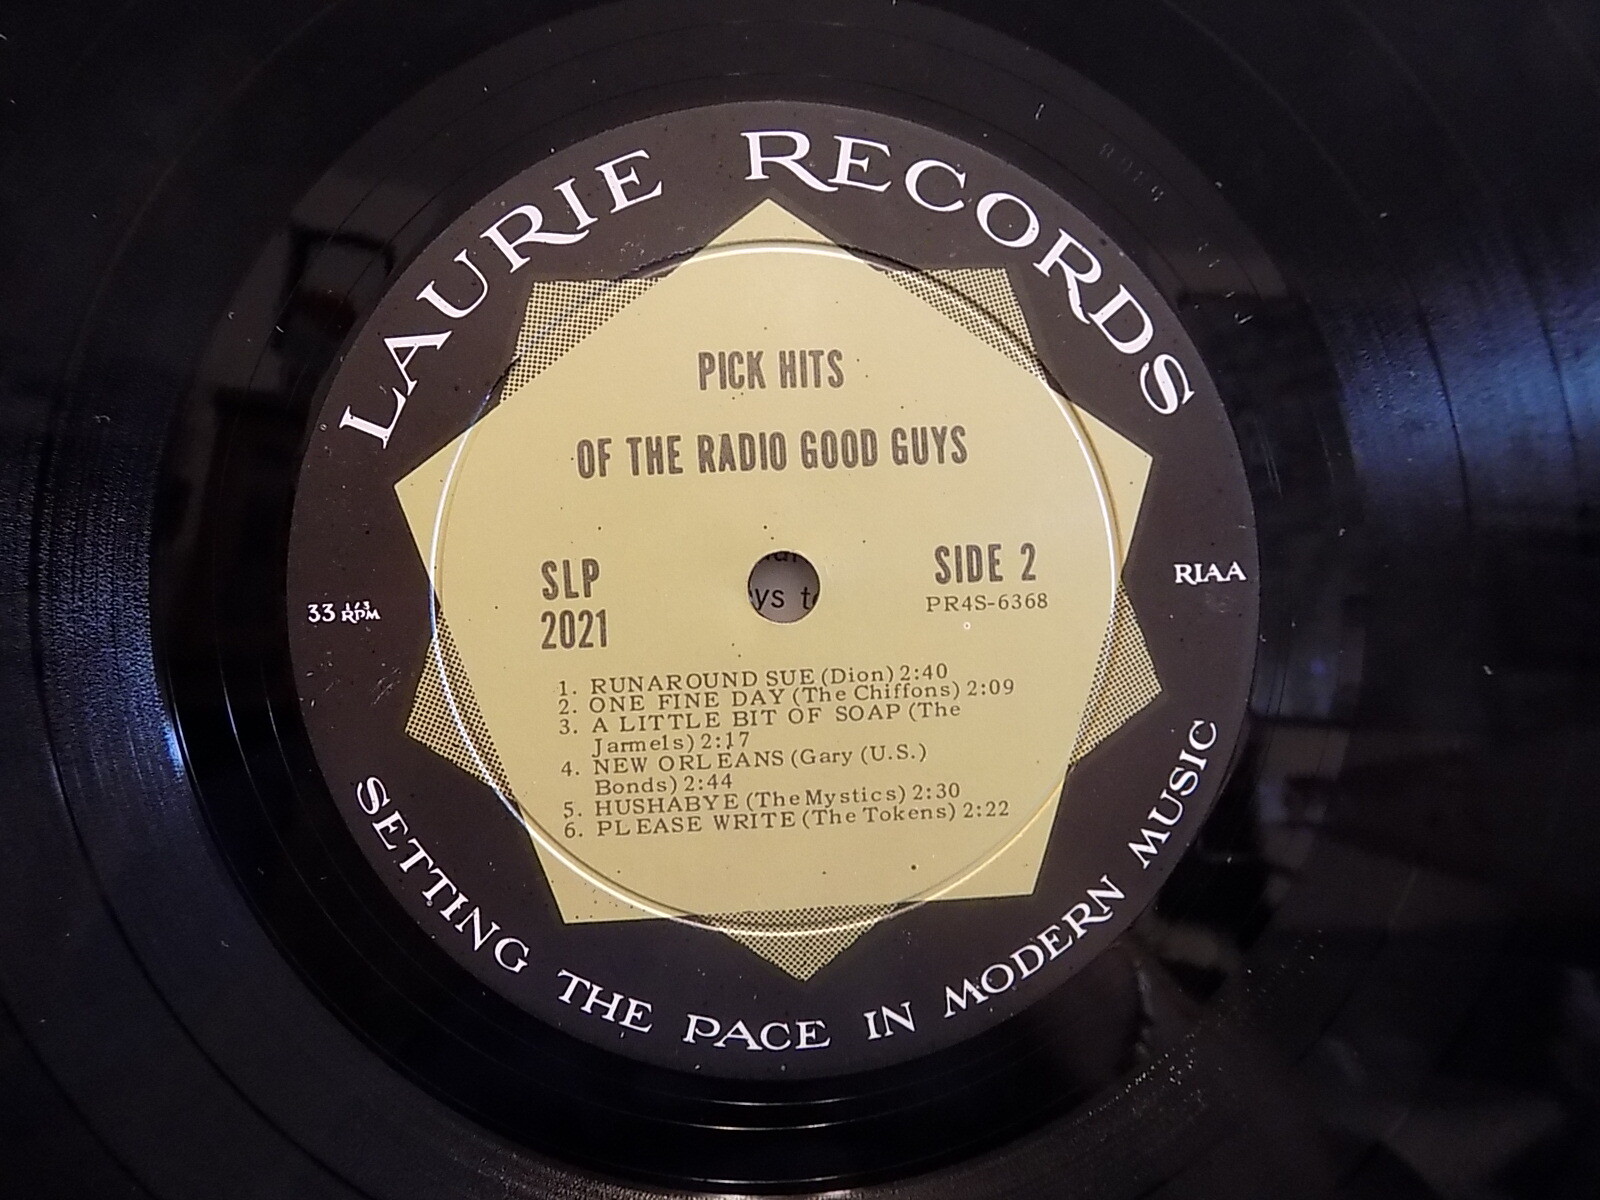 LAURIE RECORDS
PICK HITS
OF THE RADIO GOOD GUYS
SLP
2021
SIDE 2
PR4S-6368
33 1/3 RPM
RIAA
1. RUNAROUND SUE (Dion) 2:40
2. ONE FINE DAY (The Chiffons) 2:09
3. A LITTLE BIT OF SOAP (The
Jarmels) 2:17
4. NEW ORLEANS (Gary (U.S.)
Bonds) 2:44
5. HUSHABYE (The Mystics) 2:30
6. PLEASE WRITE (The Tokens) 2:22
SETTING THE PACE IN MODERN MUSIC